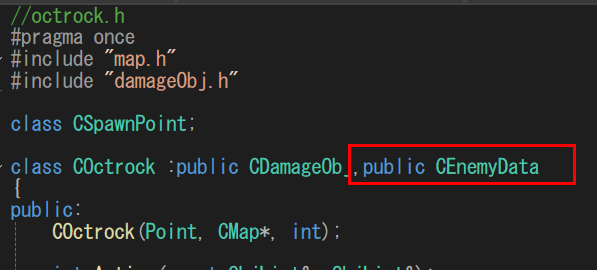 //octrock.h
#pragma once
#include "map.h"
#include "damageObj.h"
class CSpawnPoint;
class COctrock :public CDamageObj,public CEnemyData
{
public:
COctrock(Point, CMap*, int);